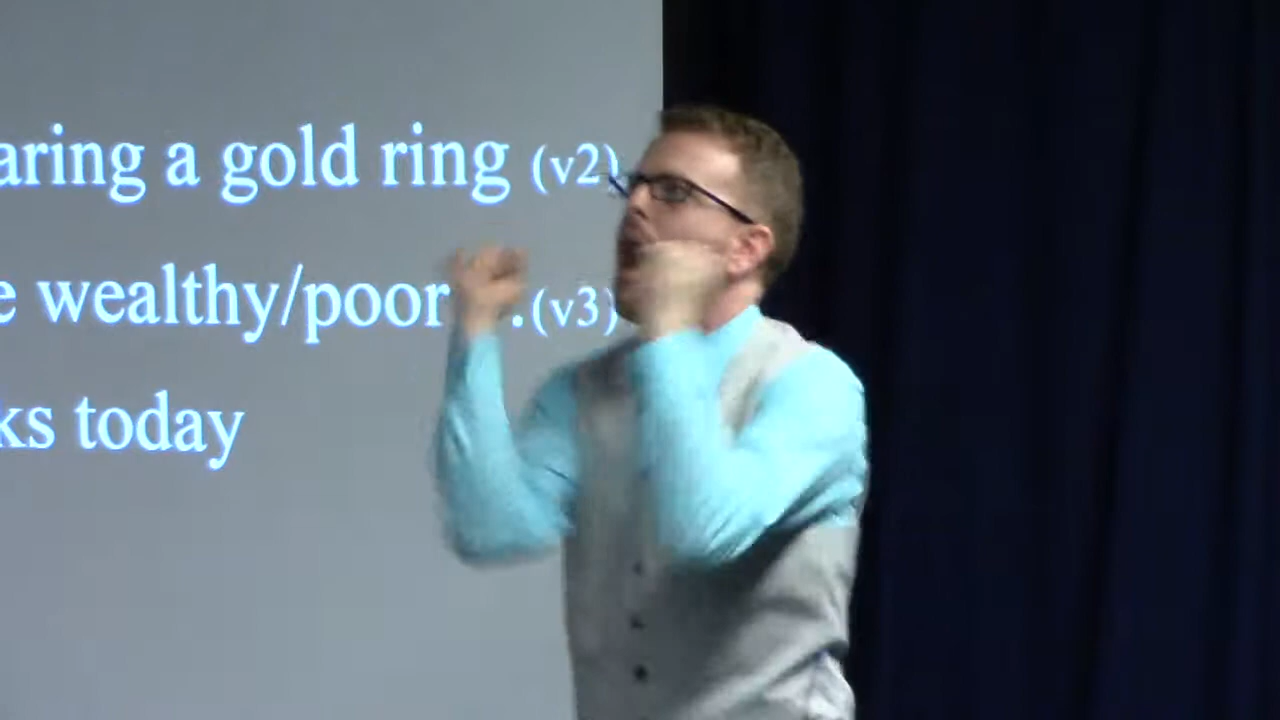 aring a gold ring (v2)
e wealthy/poor .(v3)
ks today